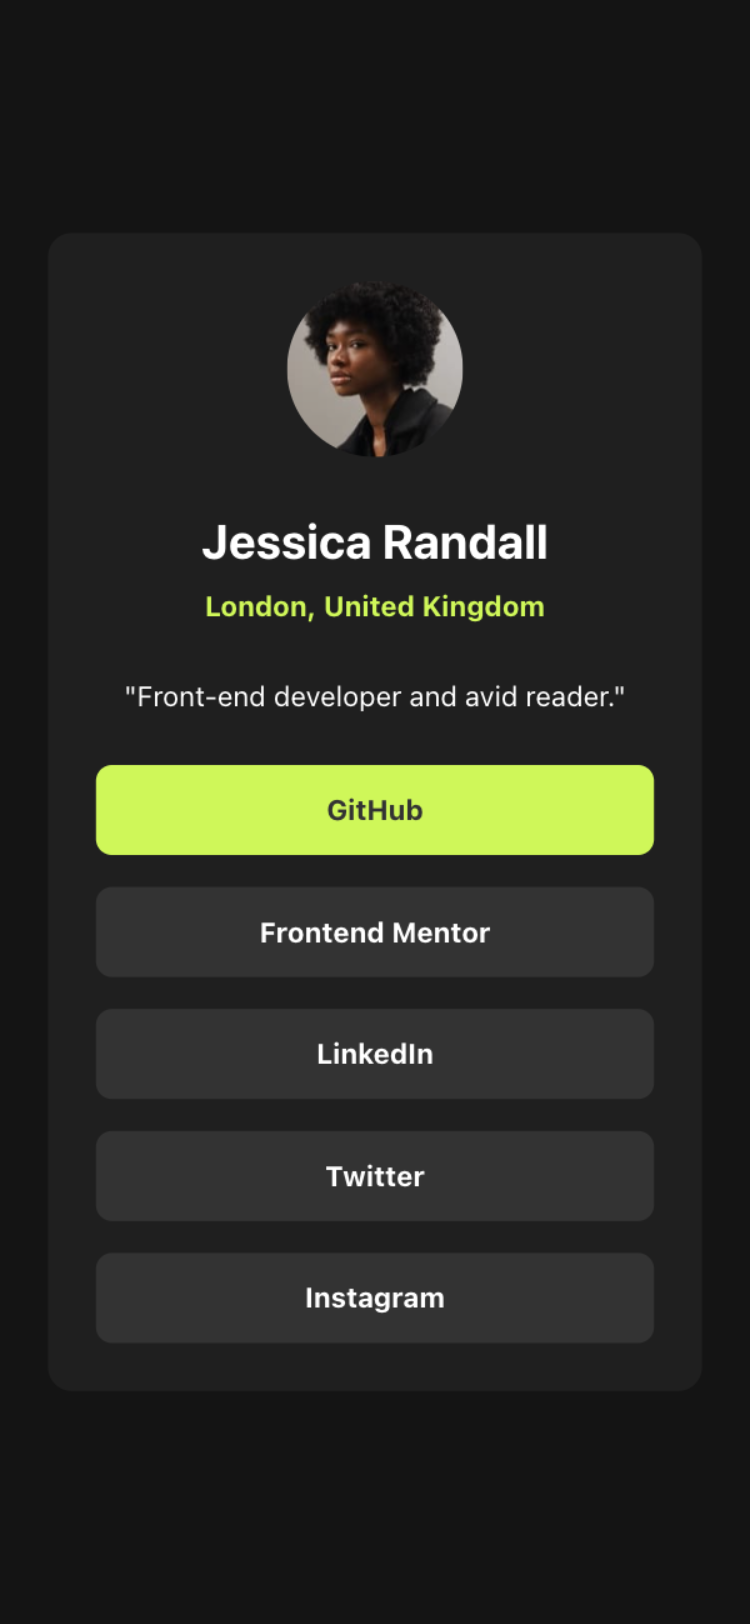 Jessica Randall
London, United Kingdom
"Front-end developer and avid reader."
GitHub
Frontend Mentor
LinkedIn
Twitter
Instagram